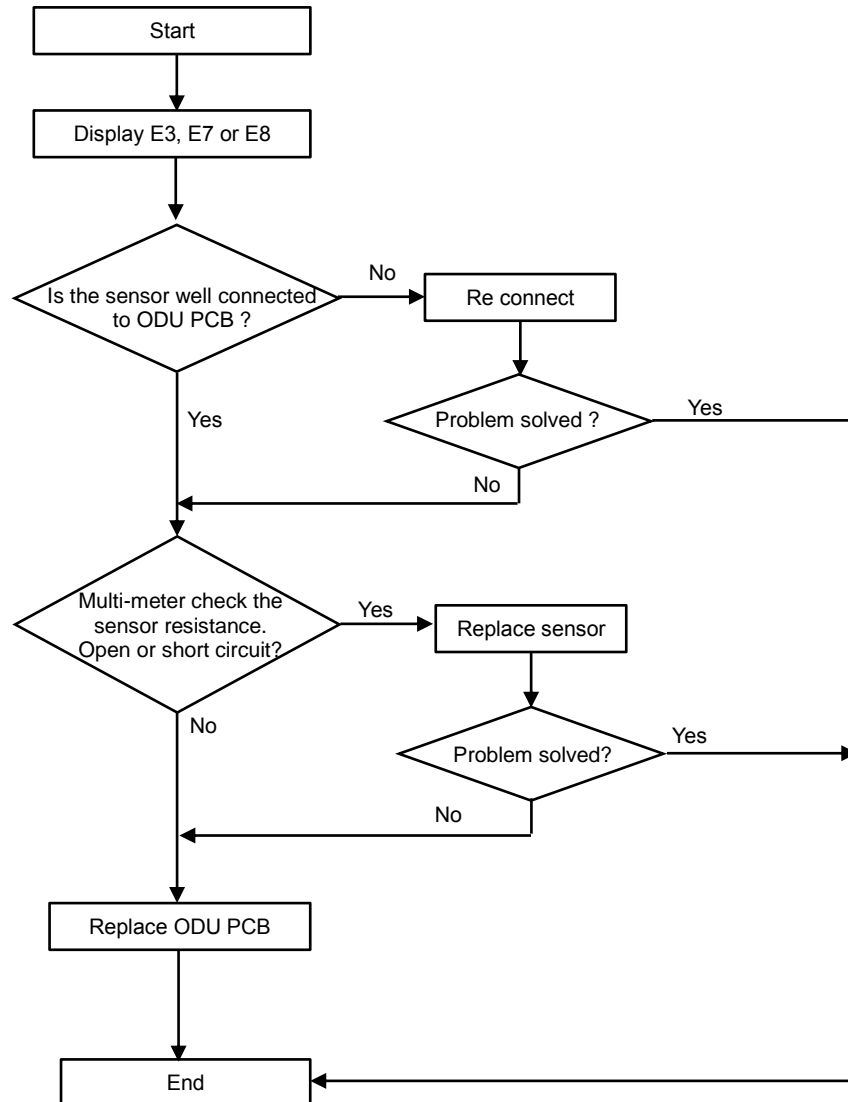 Start
Display E3, E7 or E8
Is the sensor well connected
to ODU PCB ?
No
Re connect
Yes
Problem solved ?
Yes
No
Multi-meter check the
sensor resistance.
Open or short circuit?
Yes
Replace sensor
No
Problem solved?
Yes
No
Replace ODU PCB
End